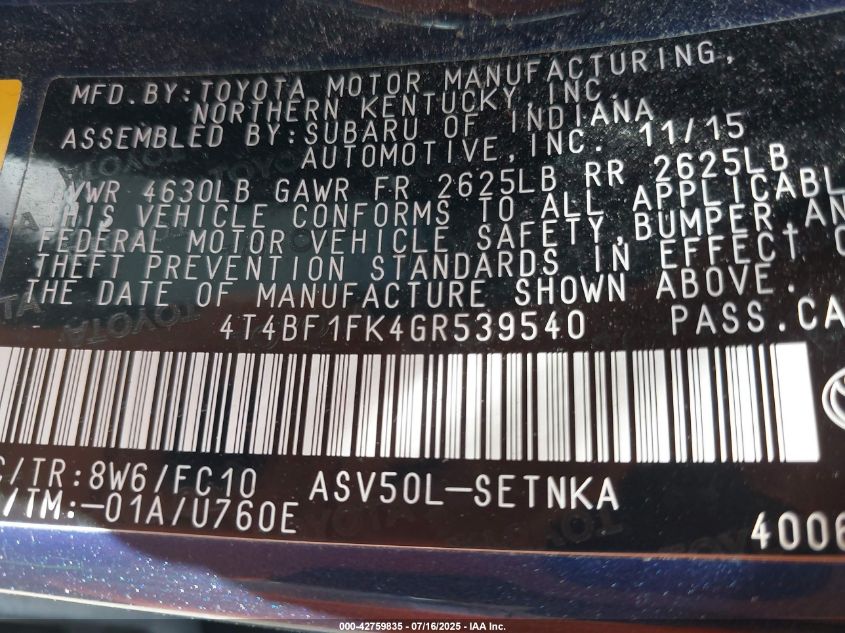 MFD.BY:TOYOTA MOTOR MANUFACTURING,
NORTHERN KENTUCKY, INC.
ASSEMBLED BY:SUBARU OF INDIANA
AUTOMOTIVE,INC. 11/15
GVWR 4630LB GAWR FR 2625LB RR 2625LB
THIS VEHICLE CONFORMS TO ALL APPLICABL
FEDERAL MOTOR VEHICLE SAFETY,BUMPER AN
THEFT PREVENTION STANDARDS IN EFFECT O
THE DATE OF MANUFACTURE SHOWN ABOVE.
4T4BF1FK4GR539540 PASS.CA
C/TR:8W6/FC10 ASV50L-SETNKA
/TM:-01A/U760E
4006
000-42759835 - 07/16/2025 - IAA Inc.